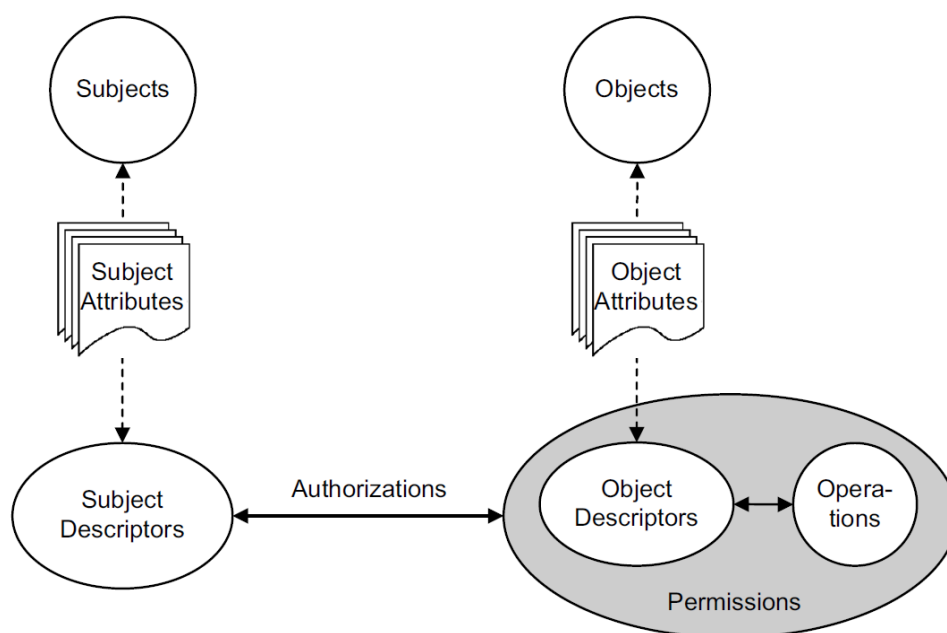 Subjects
Objects
Subject
Attributes
Object
Attributes
Authorizations
Subject
Descriptors
Object
Descriptors
Opera-
tions
Permissions